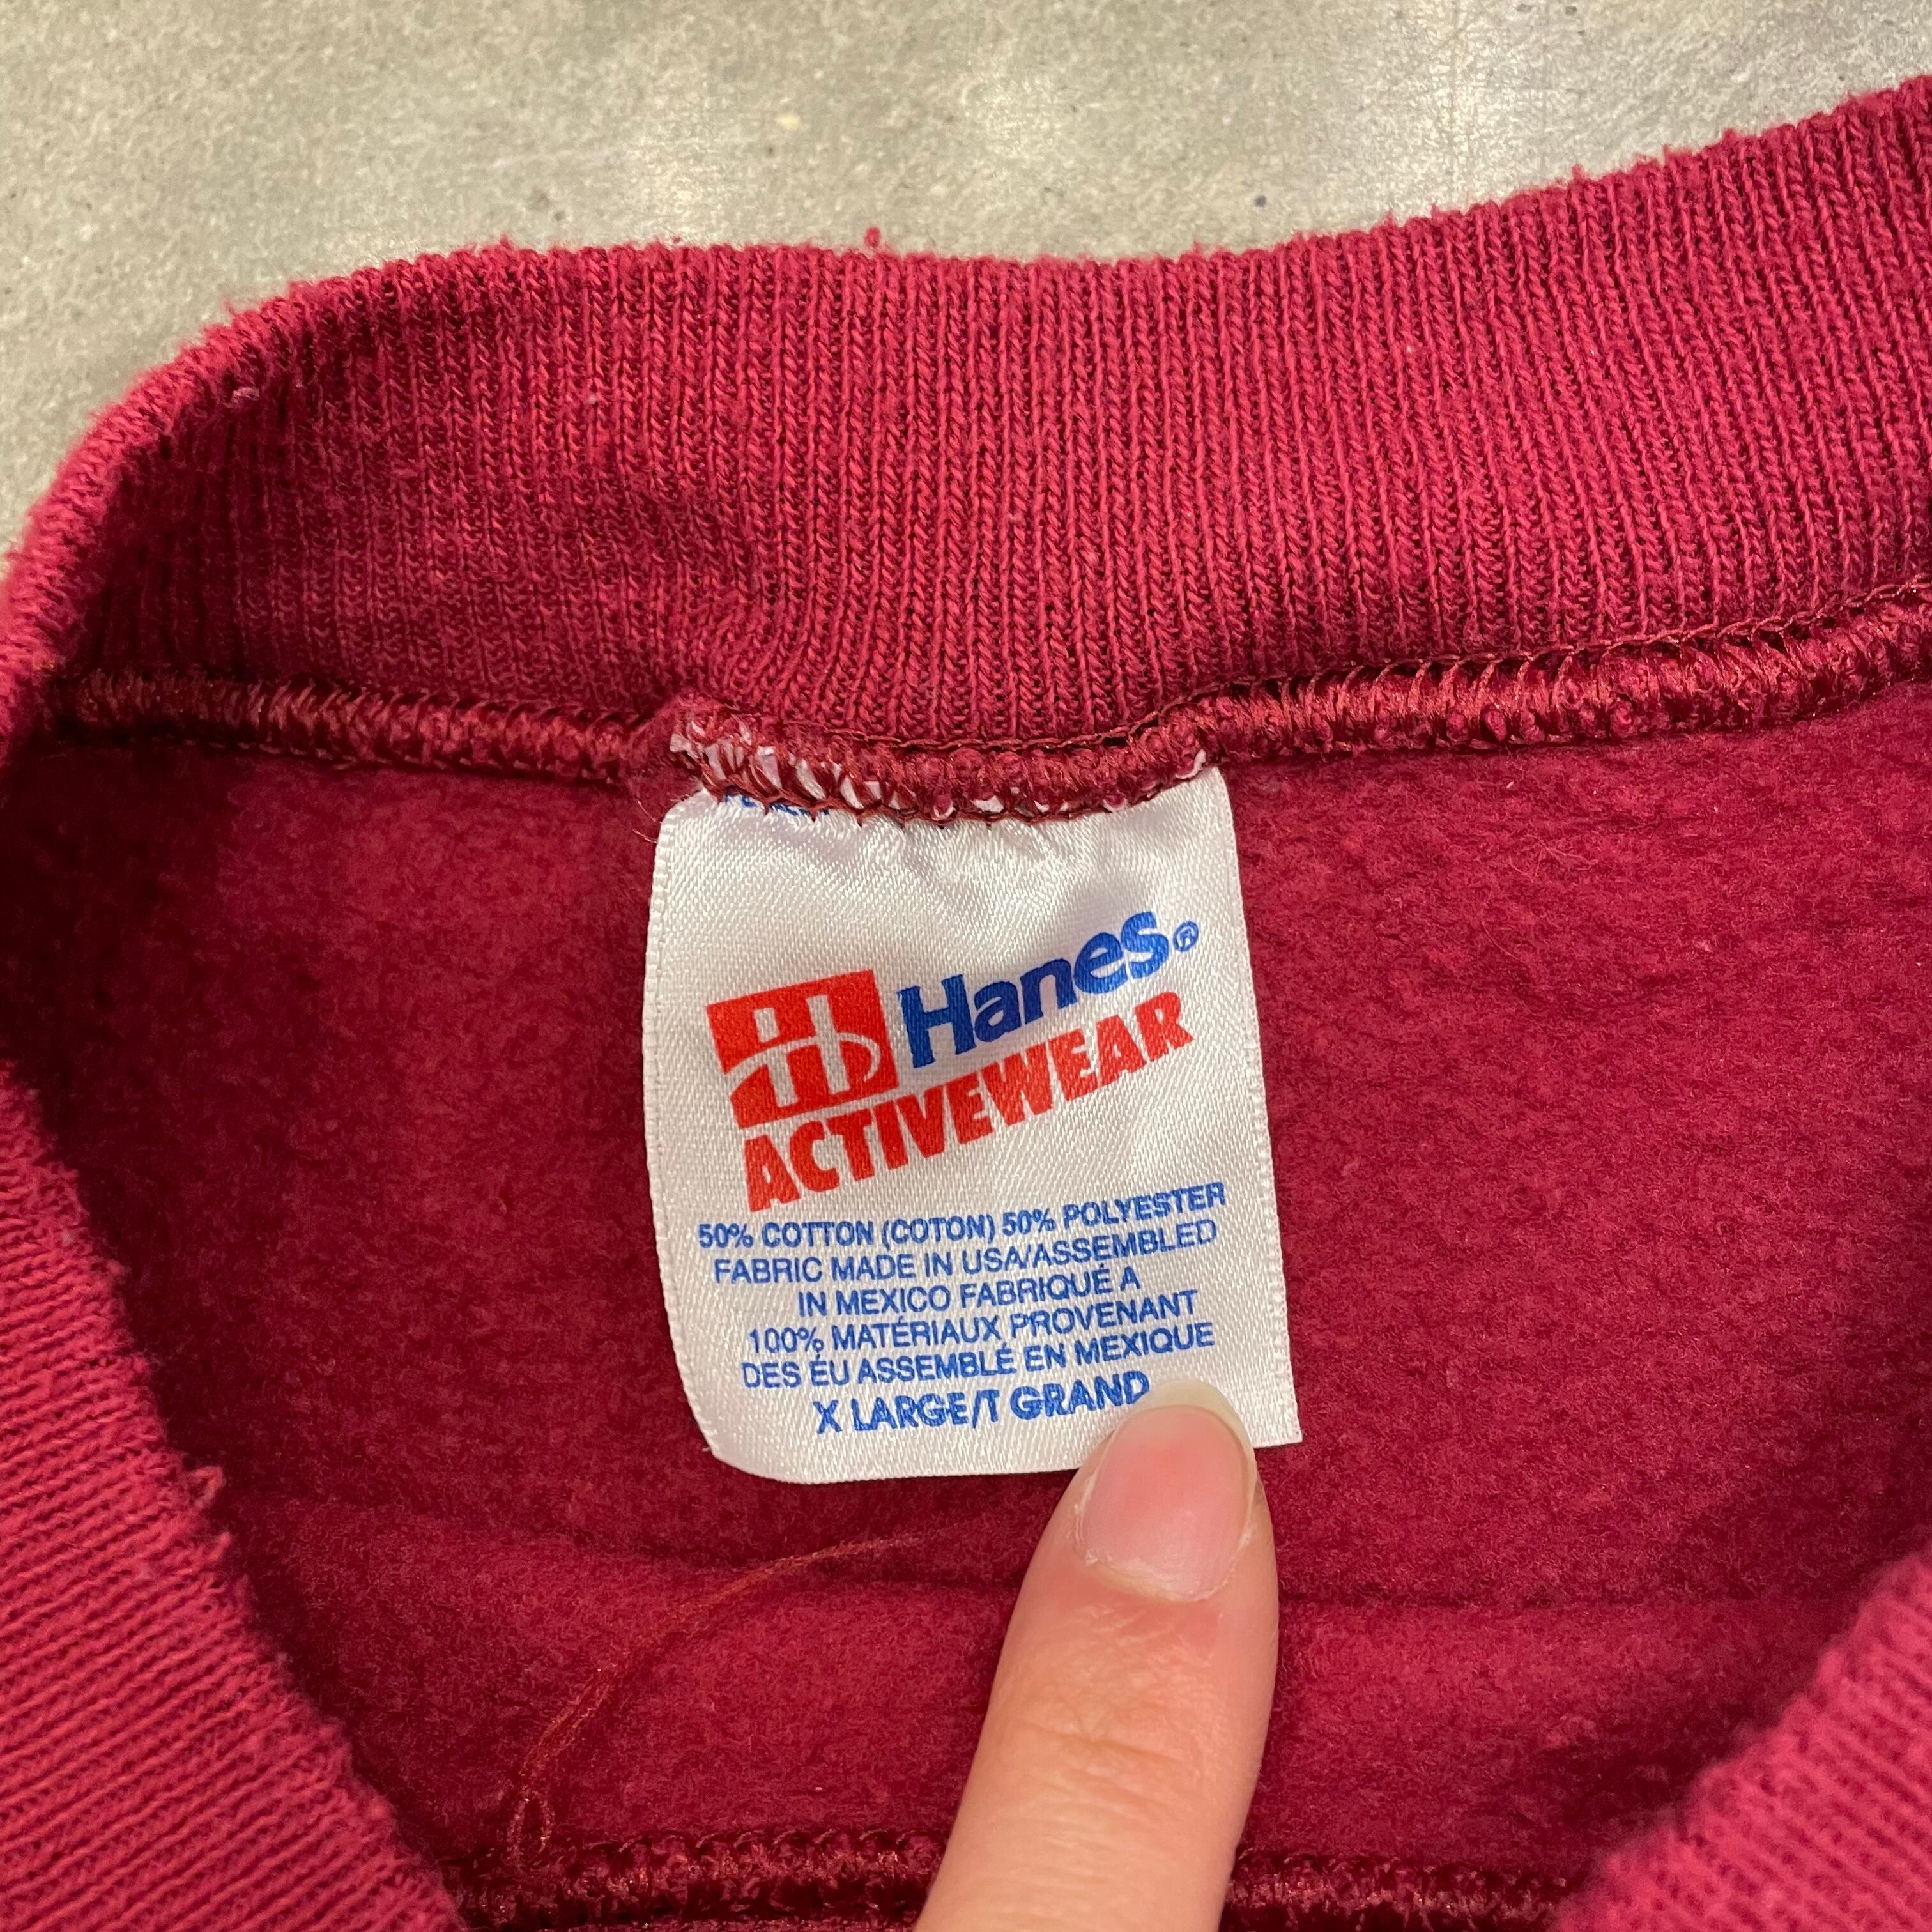 Hanes®
ACTIVEWEAR
50% COTTON (COTON) 50% POLYESTER
FABRIC MADE IN USA/ASSEMBLED
IN MEXICO FABRIQUÉ A
100% MATÉRIAUX PROVENANT
DES ÉU ASSEMBLÉ EN MEXIQUE
X LARGE/T GRAND